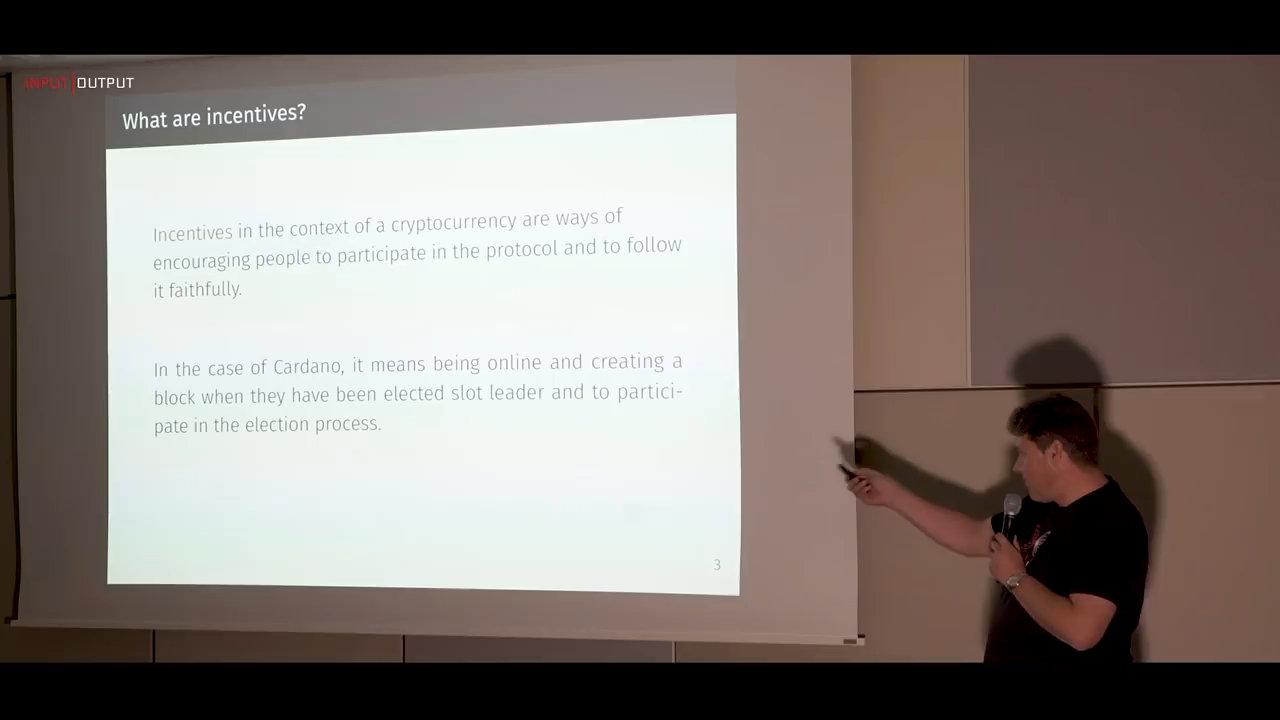 INPUT|OUTPUT
What are incentives?
Incentives in the context of a cryptocurrency are ways of
encouraging people to participate in the protocol and to follow
it faithfully.
In the case of Cardano, it means being online and creating a
block when they have been elected slot leader and to partici-
pate in the election process.
3